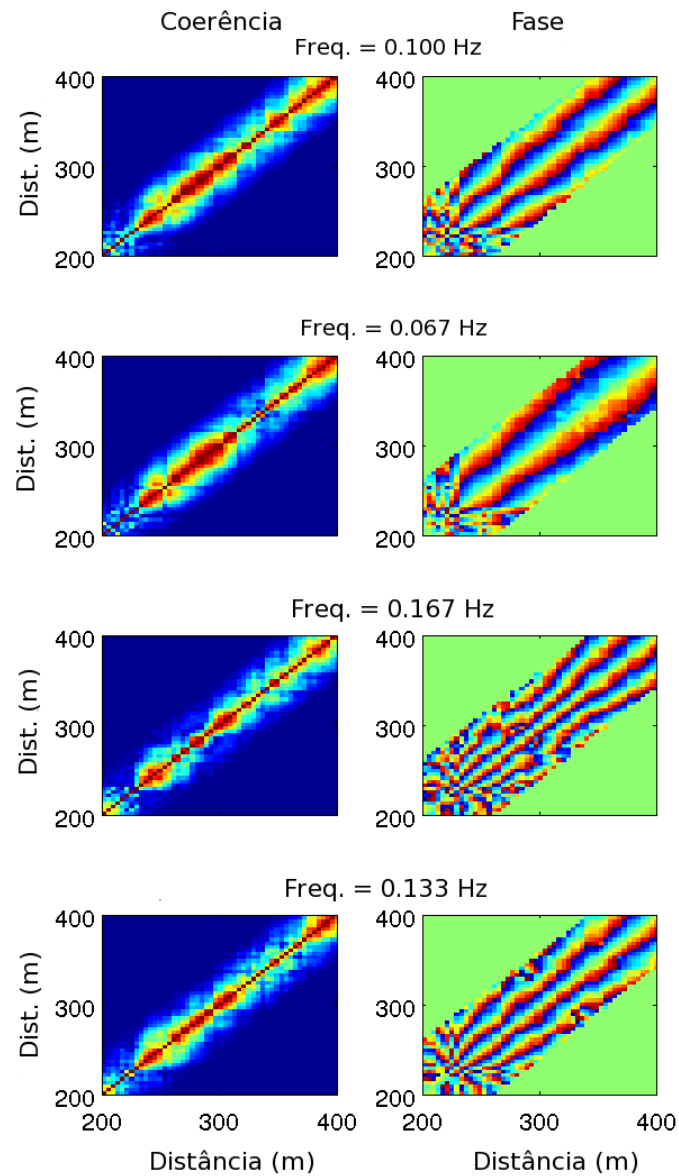 Coerência Fase
Freq. = 0.100 Hz
400 400
Dist. (m)
300 300
200 200
Freq. = 0.067 Hz
400 400
Dist. (m)
300 300
200 200
Freq. = 0.167 Hz
400 400
Dist. (m)
300 300
200 200
Freq. = 0.133 Hz
400 400
Dist. (m)
300 300
200 200
200 300 400 200 300 400
Distância (m) Distância (m)